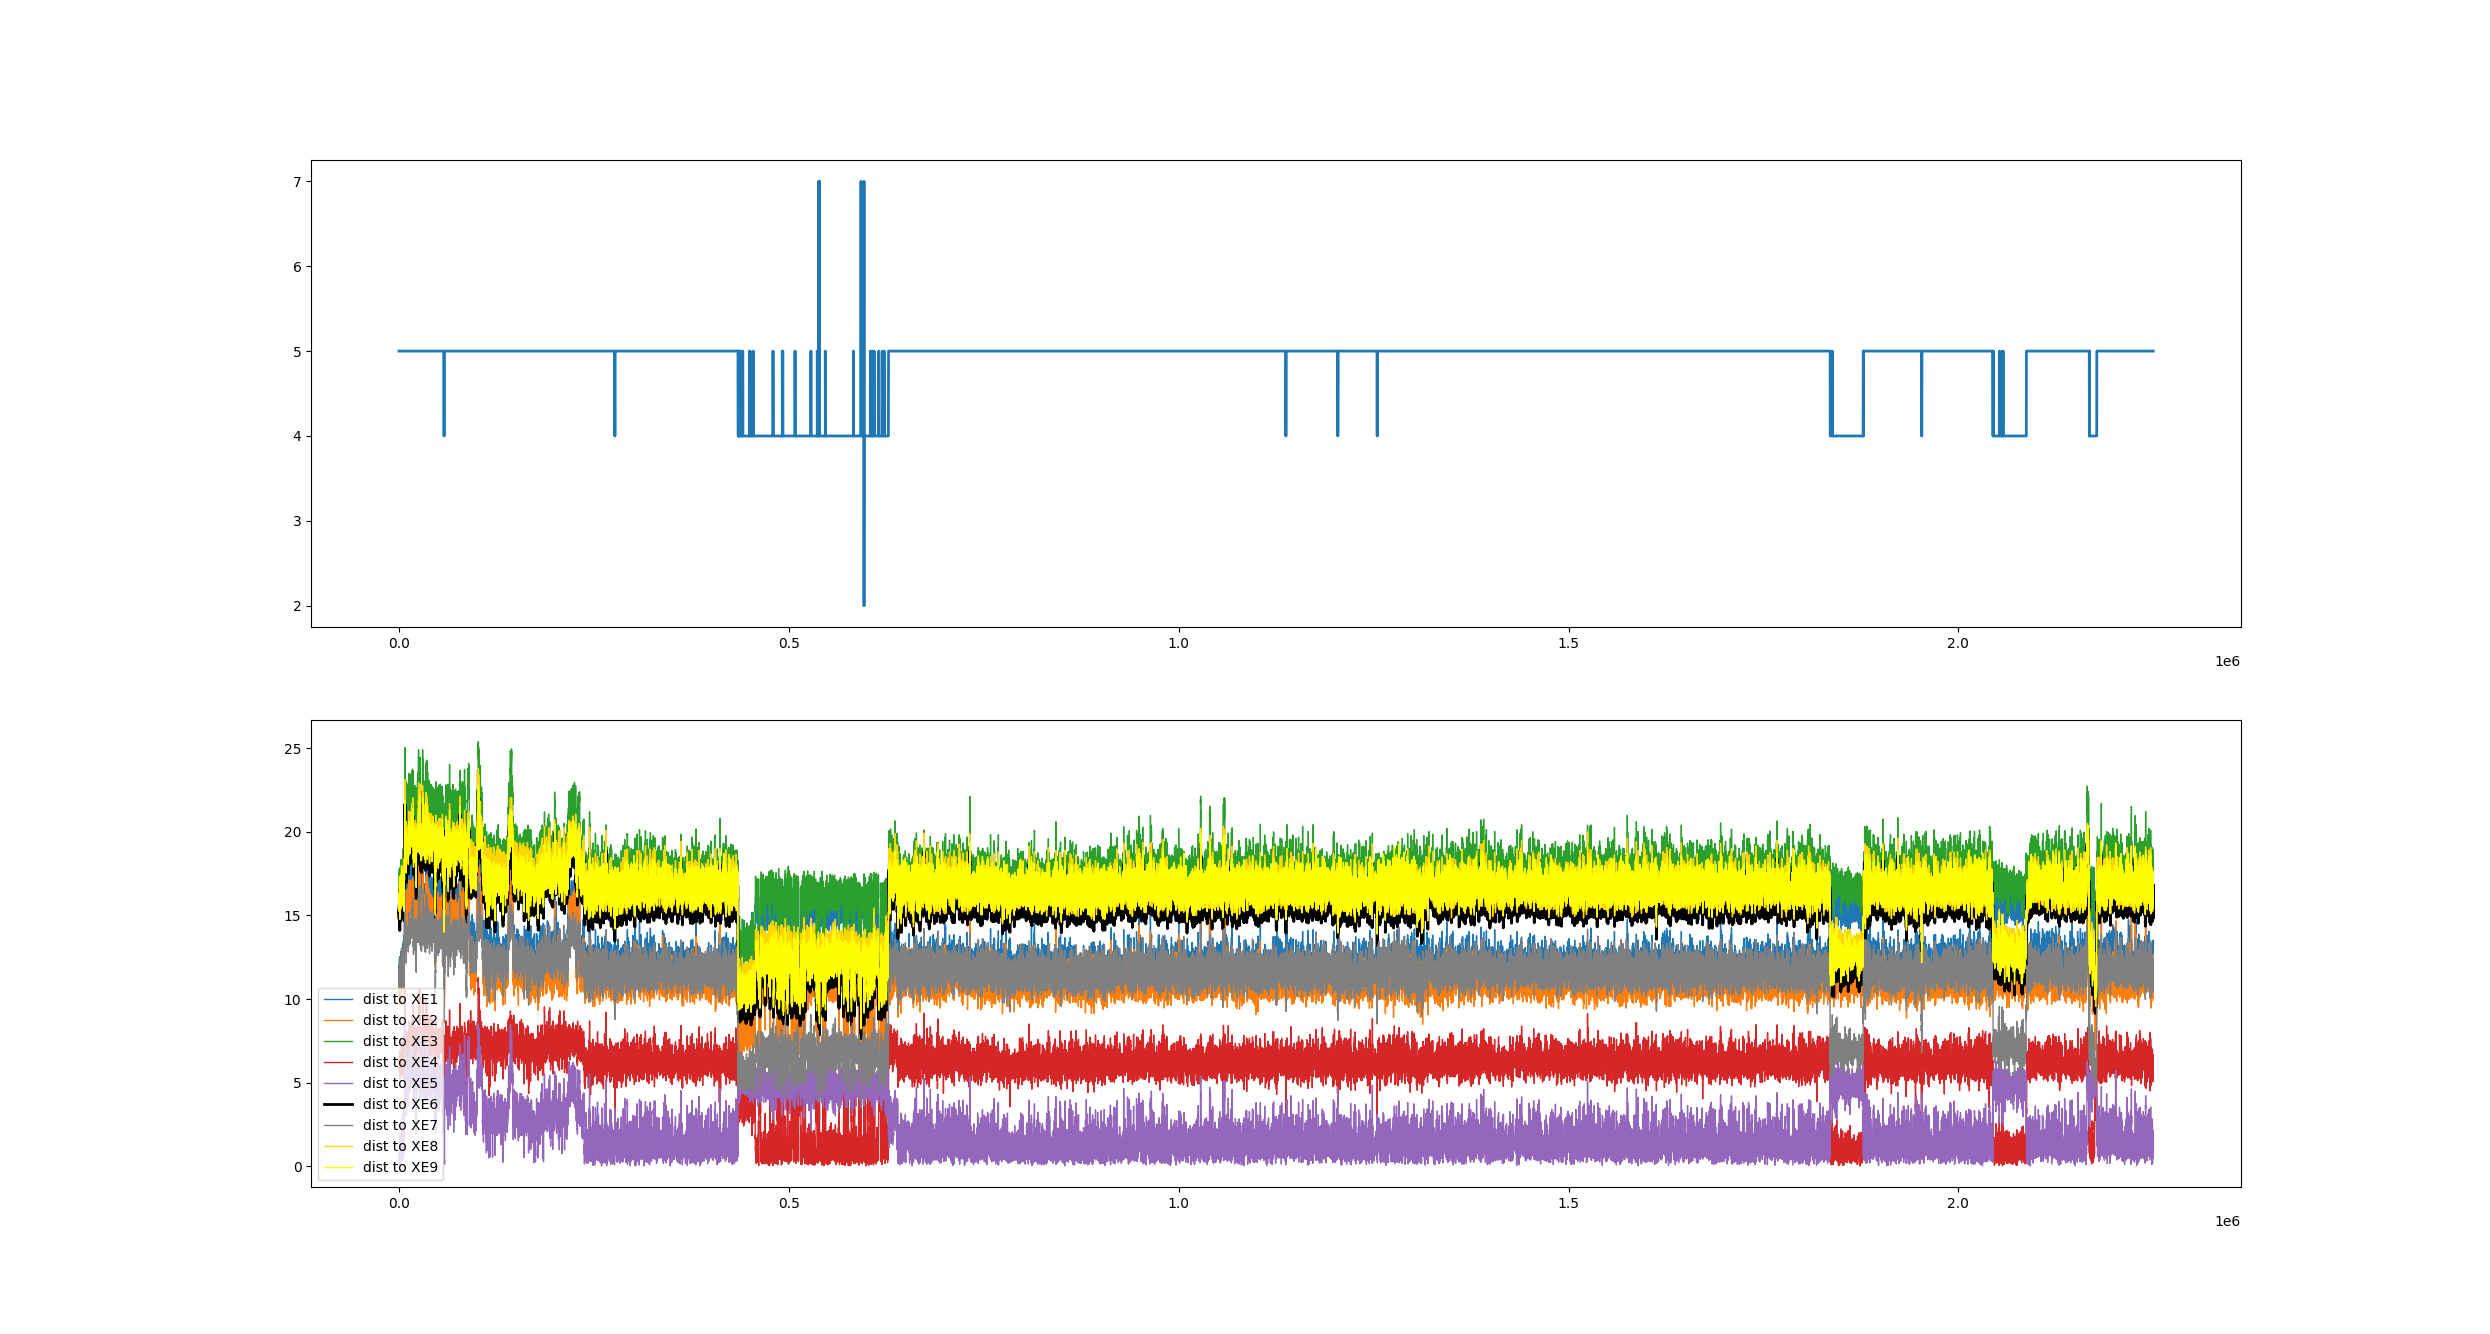 7
6
5
4
3
2
0.0 0.5 1.0 1.5 2.0
1e6
25
20
15
10
5
0
dist to XE1
dist to XE2
dist to XE3
dist to XE4
dist to XE5
dist to XE6
dist to XE7
dist to XE8
dist to XE9
0.0 0.5 1.0 1.5 2.0
1e6